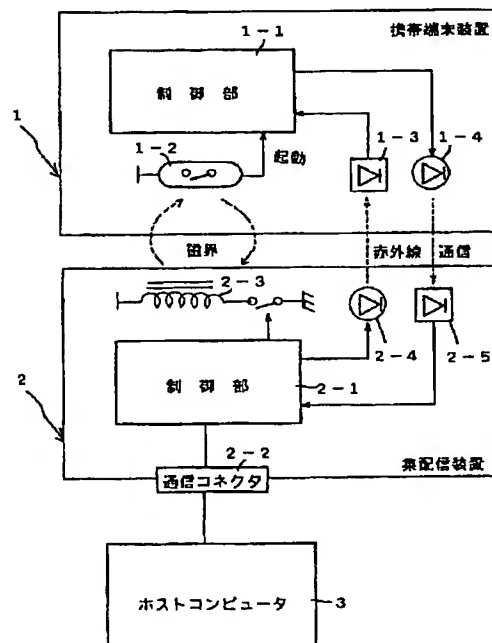 1-1
携帯端末装置
制御部
1
1-2
起動
1-3
1-4
磁界
赤外線通信
2-3
2-4
2-5
制御部
2-1
2
2-2
通信コネクタ
集配信装置
ホストコンピュータ
3